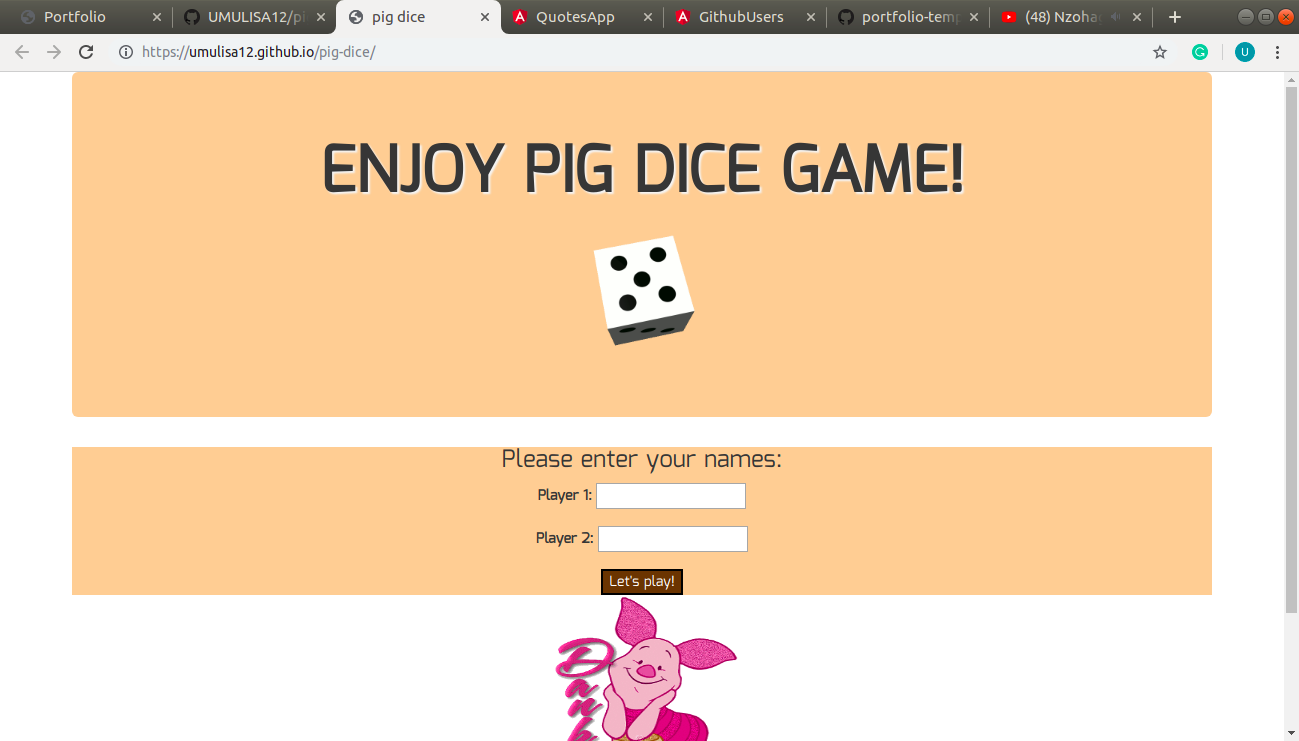 Portfolio
UMULISA12/pi
pig dice
QuotesApp
GithubUsers
portfolio-temp
(48) Nzoha
https://umulisa12.github.io/pig-dice/
U
ENJOY PIG DICE GAME!
Please enter your names:
Player 1:
Player 2:
Let's play!